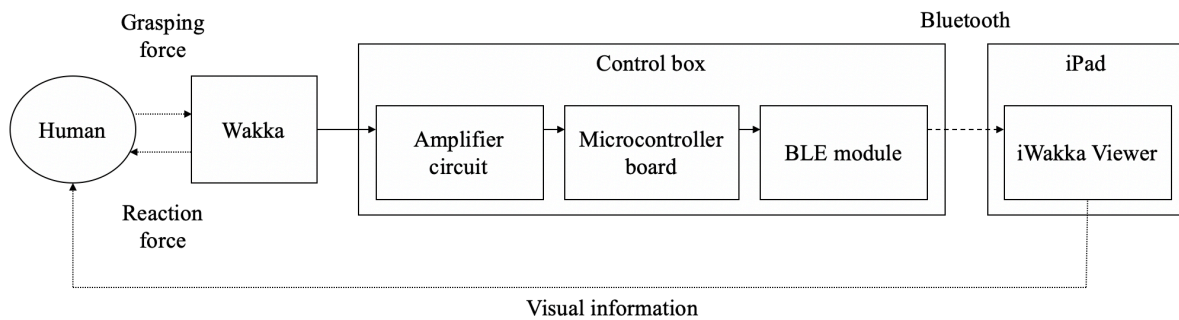 Grasping
force
Bluetooth
Control box
iPad
Human
Wakka
Amplifier
circuit
Microcontroller
board
BLE module
iWakka Viewer
Reaction
force
Visual information